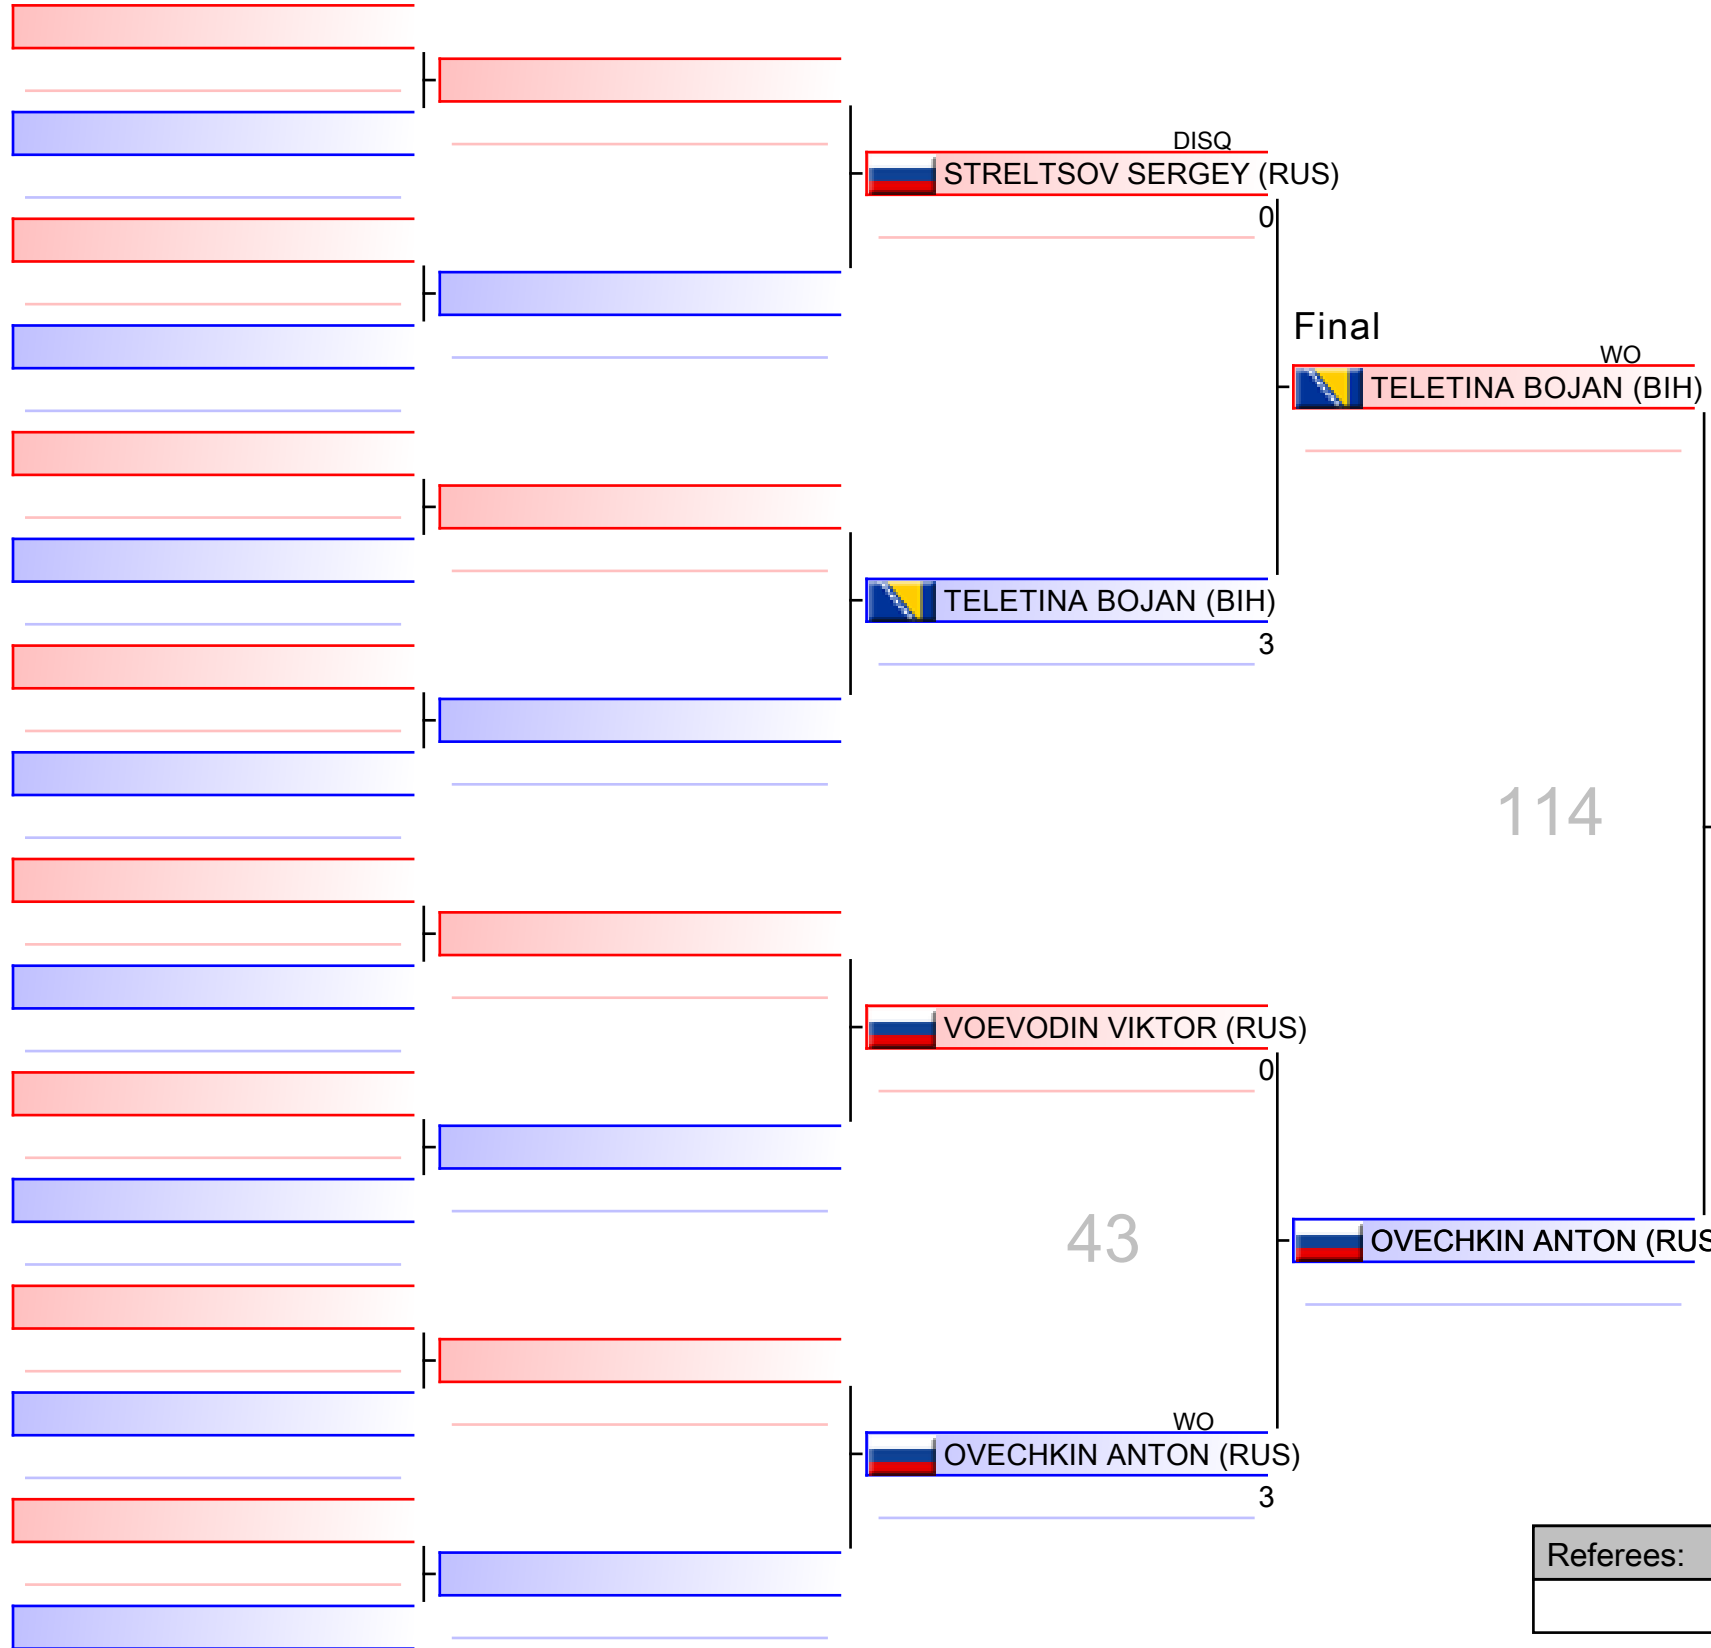 DISQ
STRELTSOV SERGEY (RUS)
0
Final
WO
TELETINA BOJAN (BIH)
TELETINA BOJAN (BIH)
3
114
VOEVODIN VIKTOR (RUS)
0
43
OVECHKIN ANTON (RUS
WO
OVECHKIN ANTON (RUS)
3
Referees: